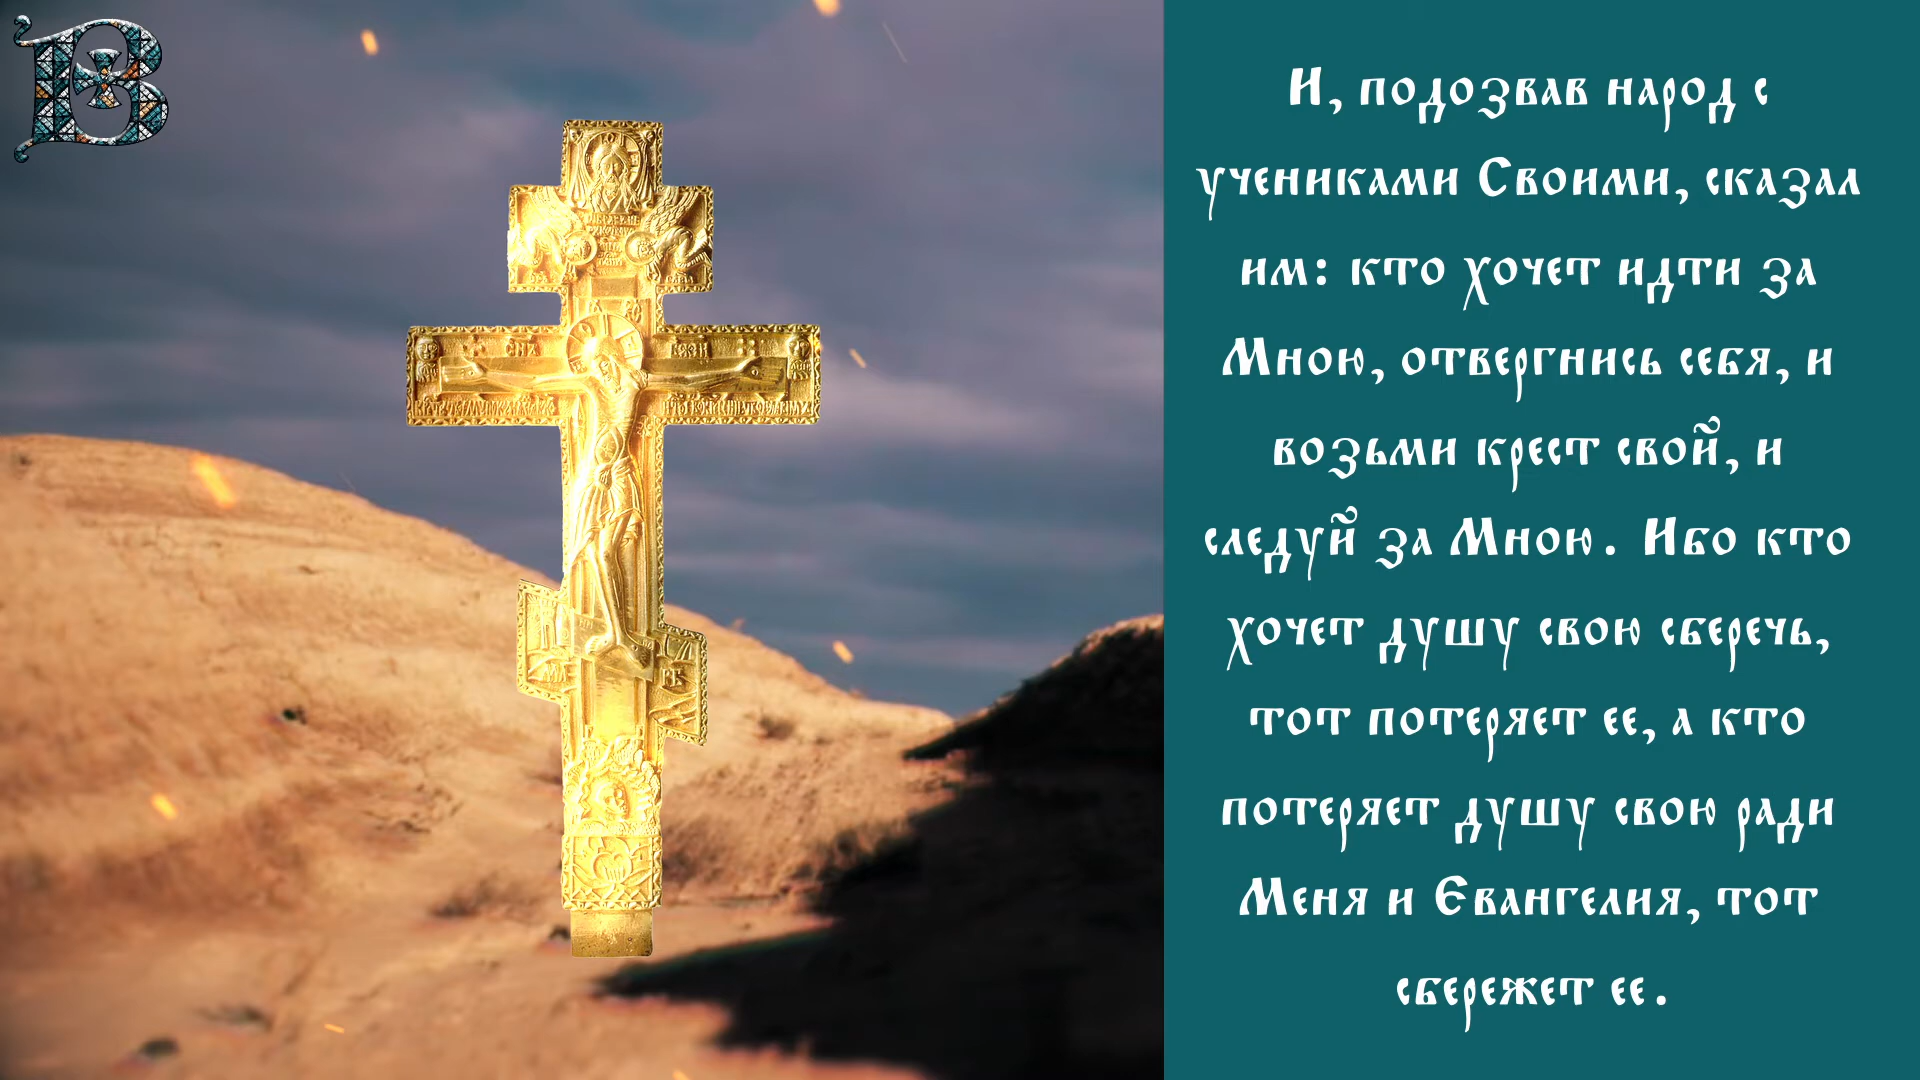 И, подозвав народ с
учениками Своими, сказал
им: кто хочет идти за
Мною, отвергнись себя, и
возьми крест свой, и
следуй за Мною. Ибо кто
хочет душу свою сберечь,
тот потеряет ее, а кто
потеряет душу свою ради
Меня и Евангелия, тот
сбережет ее.